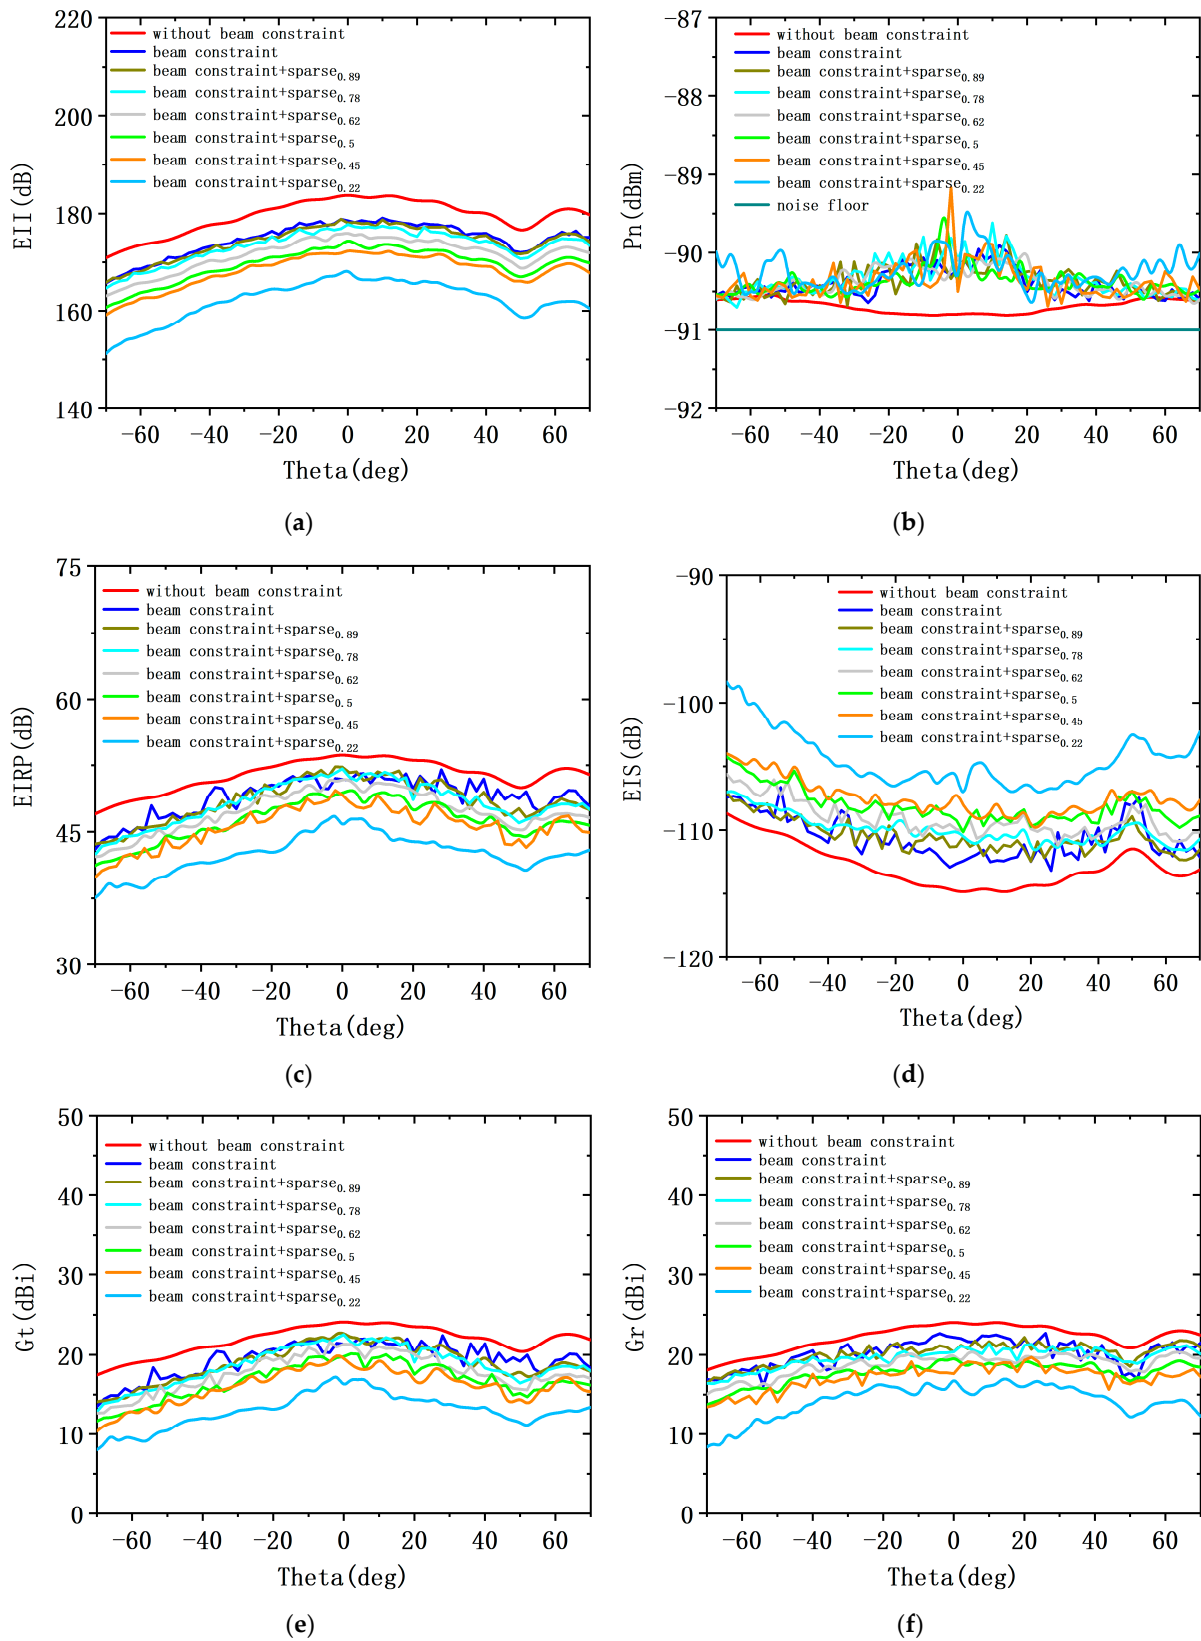 220
200
180
160
140
EII(dB)
without beam constraint
beam constraint
beam constraint+sparse0.89
beam constraint+sparse0.78
beam constraint+sparse0.62
beam constraint+sparse0.5
beam constraint+sparse0.45
beam constraint+sparse0.22
−60 −40 −20 0 20 40 60
Theta(deg)
(a)
−87
−88
−89
−90
−91
−92
Pn(dBm)
without beam constraint
beam constraint
beam constraint+sparse0.89
beam constraint+sparse0.78
beam constraint+sparse0.62
beam constraint+sparse0.5
beam constraint+sparse0.45
beam constraint+sparse0.22
noise floor
−60 −40 −20 0 20 40 60
Theta(deg)
(b)
75
60
45
30
EIRP(dB)
without beam constraint
beam constraint
beam constraint+sparse0.89
beam constraint+sparse0.78
beam constraint+sparse0.62
beam constraint+sparse0.5
beam constraint+sparse0.45
beam constraint+sparse0.22
−60 −40 −20 0 20 40 60
Theta(deg)
(c)
−90
−100
−110
−120
EIS(dB)
without beam constraint
beam constraint
beam constraint+sparse0.89
beam constraint+sparse0.78
beam constraint+sparse0.62
beam constraint+sparse0.5
beam constraint+sparse0.45
beam constraint+sparse0.22
−60 −40 −20 0 20 40 60
Theta(deg)
(d)
50
40
30
20
10
0
Gt(dBi)
without beam constraint
beam constraint
beam constraint+sparse0.89
beam constraint+sparse0.78
beam constraint+sparse0.62
beam constraint+sparse0.5
beam constraint+sparse0.45
beam constraint+sparse0.22
−60 −40 −20 0 20 40 60
Theta(deg)
(e)
50
40
30
20
10
0
Gr(dBi)
without beam constraint
beam constraint
beam constraint+sparse0.89
beam constraint+sparse0.78
beam constraint+sparse0.62
beam constraint+sparse0.5
beam constraint+sparse0.45
beam constraint+sparse0.22
−60 −40 −20 0 20 40 60
Theta(deg)
(f)